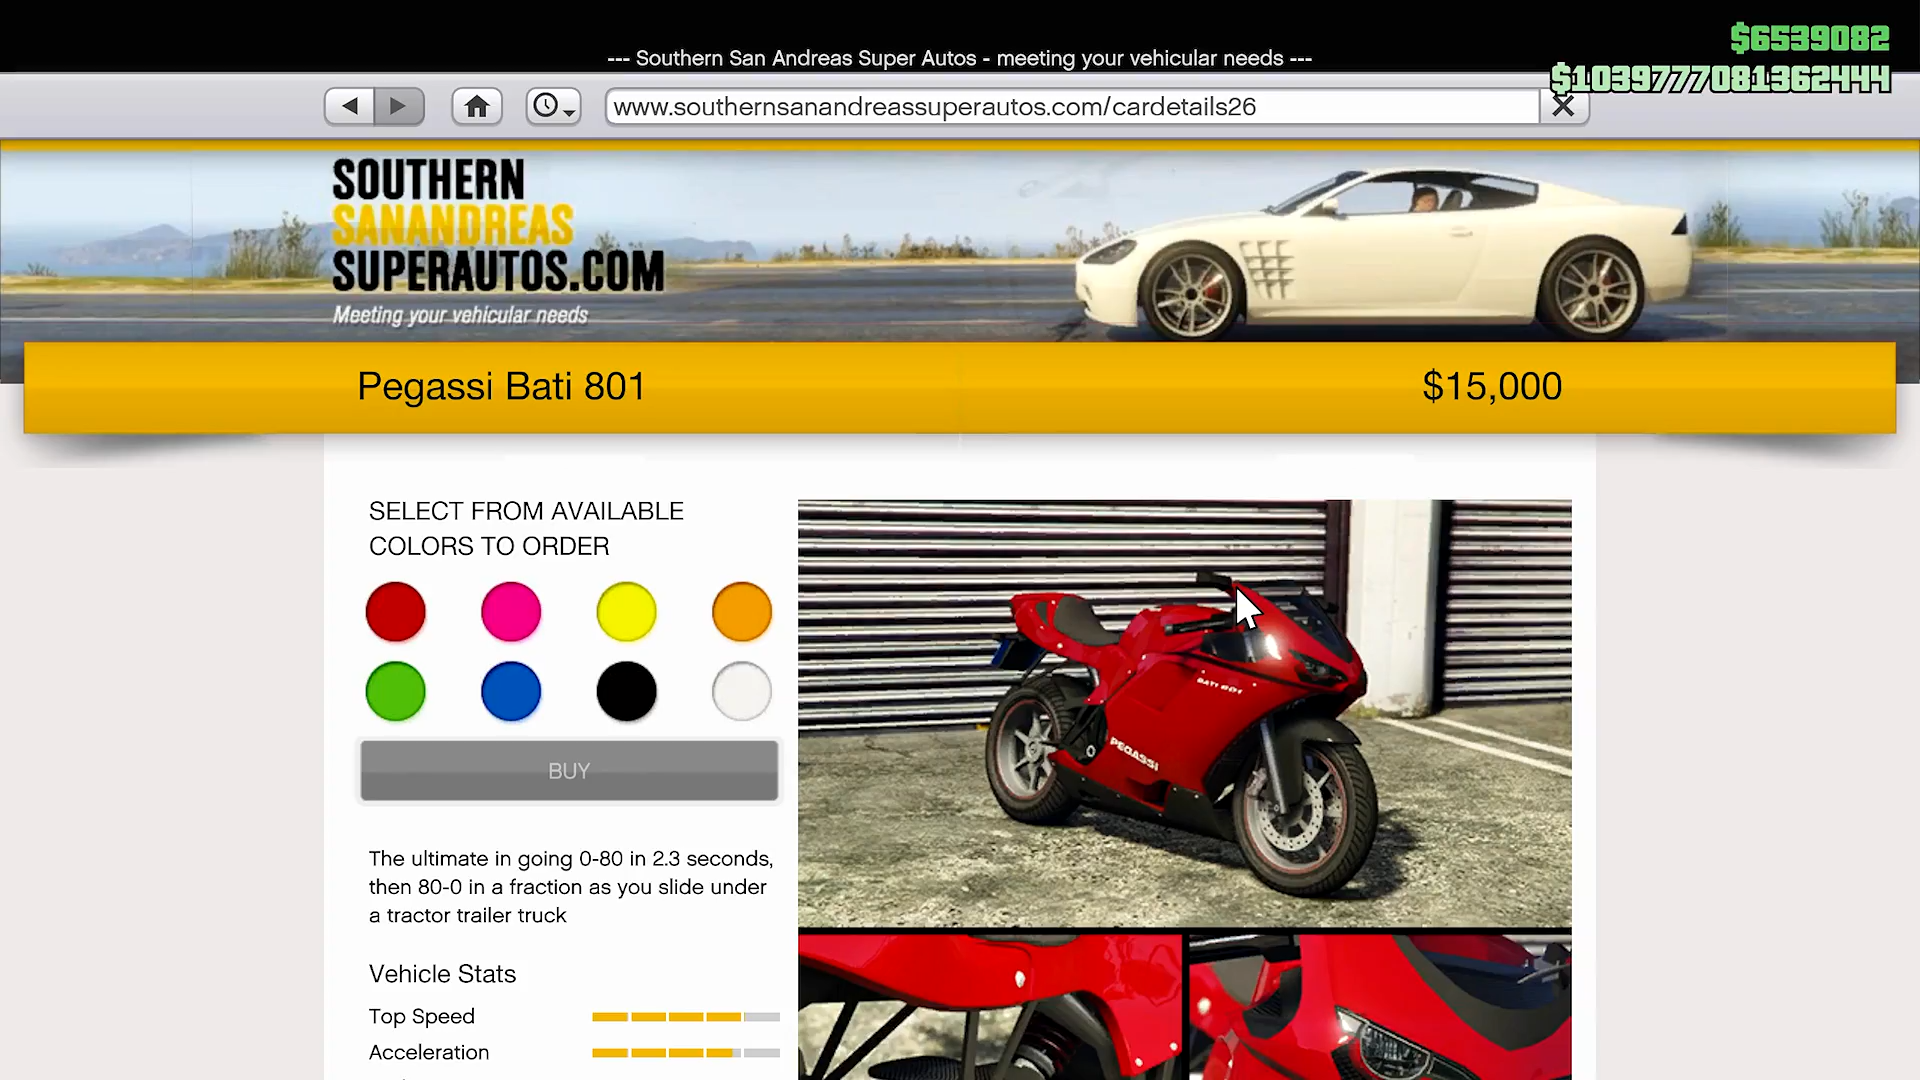 $6539082
--- Southern San Andreas Super Autos - meeting your vehicular needs ---
$1039777081362444
www.southernsanandreassuperautos.com/cardetails26
SOUTHERN
SANANDREAS
SUPERAUTOS.COM
Meeting your vehicular needs
Pegassi Bati 801
$15,000
SELECT FROM AVAILABLE
COLORS TO ORDER
BUY
The ultimate in going 0-80 in 2.3 seconds,
then 80-0 in a fraction as you slide under
a tractor trailer truck
Vehicle Stats
Top Speed
Acceleration
BATI 801
PEGASSI